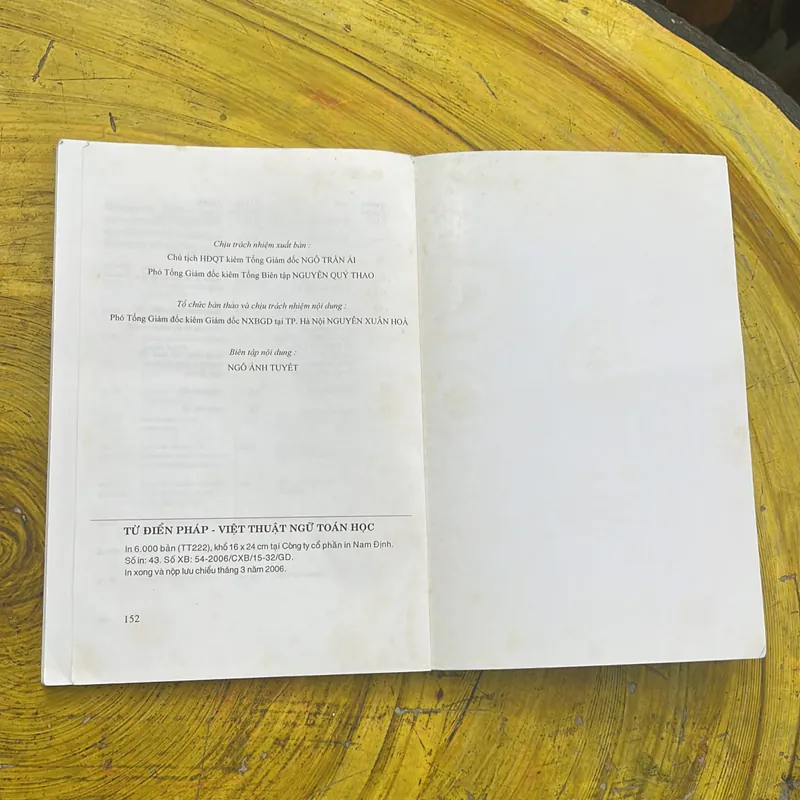 Chịu trách nhiệm xuất bản :
Chủ tịch HĐQT kiêm Tổng Giám đốc NGÔ TRẦN ÁI
Phó Tổng Giám đốc kiêm Tổng Biên tập NGUYỄN QUÝ THAO
Tổ chức bản thảo và chịu trách nhiệm nội dung :
Phó Tổng Giám đốc kiêm Giám đốc NXBGD tại TP. Hà Nội NGUYỄN XUÂN HOÀ
Biên tập nội dung :
NGÔ ÁNH TUYẾT
TỪ ĐIỂN PHÁP - VIỆT THUẬT NGỮ TOÁN HỌC
In 6.000 bản (TT222), khổ 16 x 24 cm tại Công ty cổ phần in Nam Định.
Số in: 43. Số XB: 54-2006/CXB/15-32/GD.
In xong và nộp lưu chiểu tháng 3 năm 2006.
152